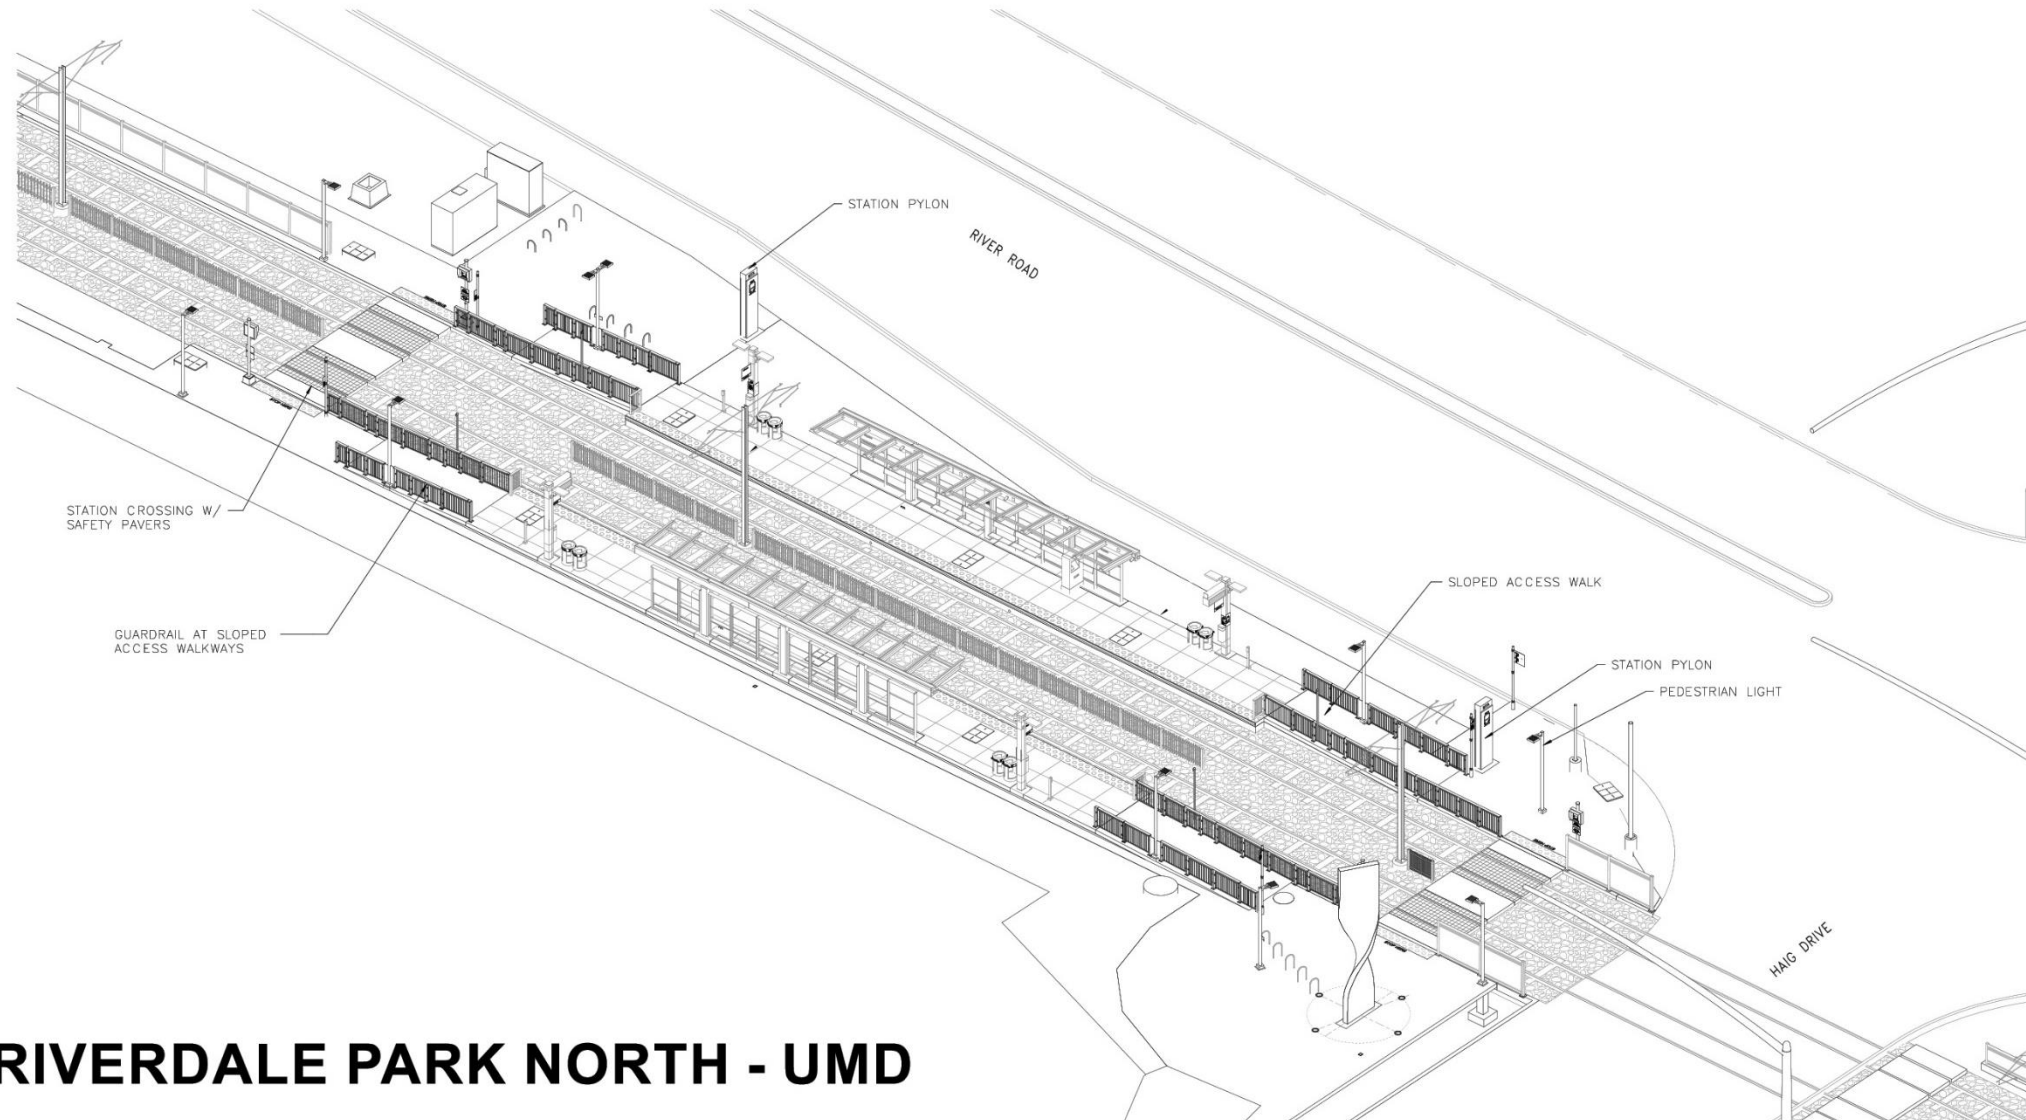 STATION PYLON
RIVER ROAD
STATION CROSSING W/
SAFETY PAVERS
SLOPED ACCESS WALK
GUARDRAIL AT SLOPED
ACCESS WALKWAYS
STATION PYLON
PEDESTRIAN LIGHT
HAIG DRIVE
RIVERDALE PARK NORTH - UMD